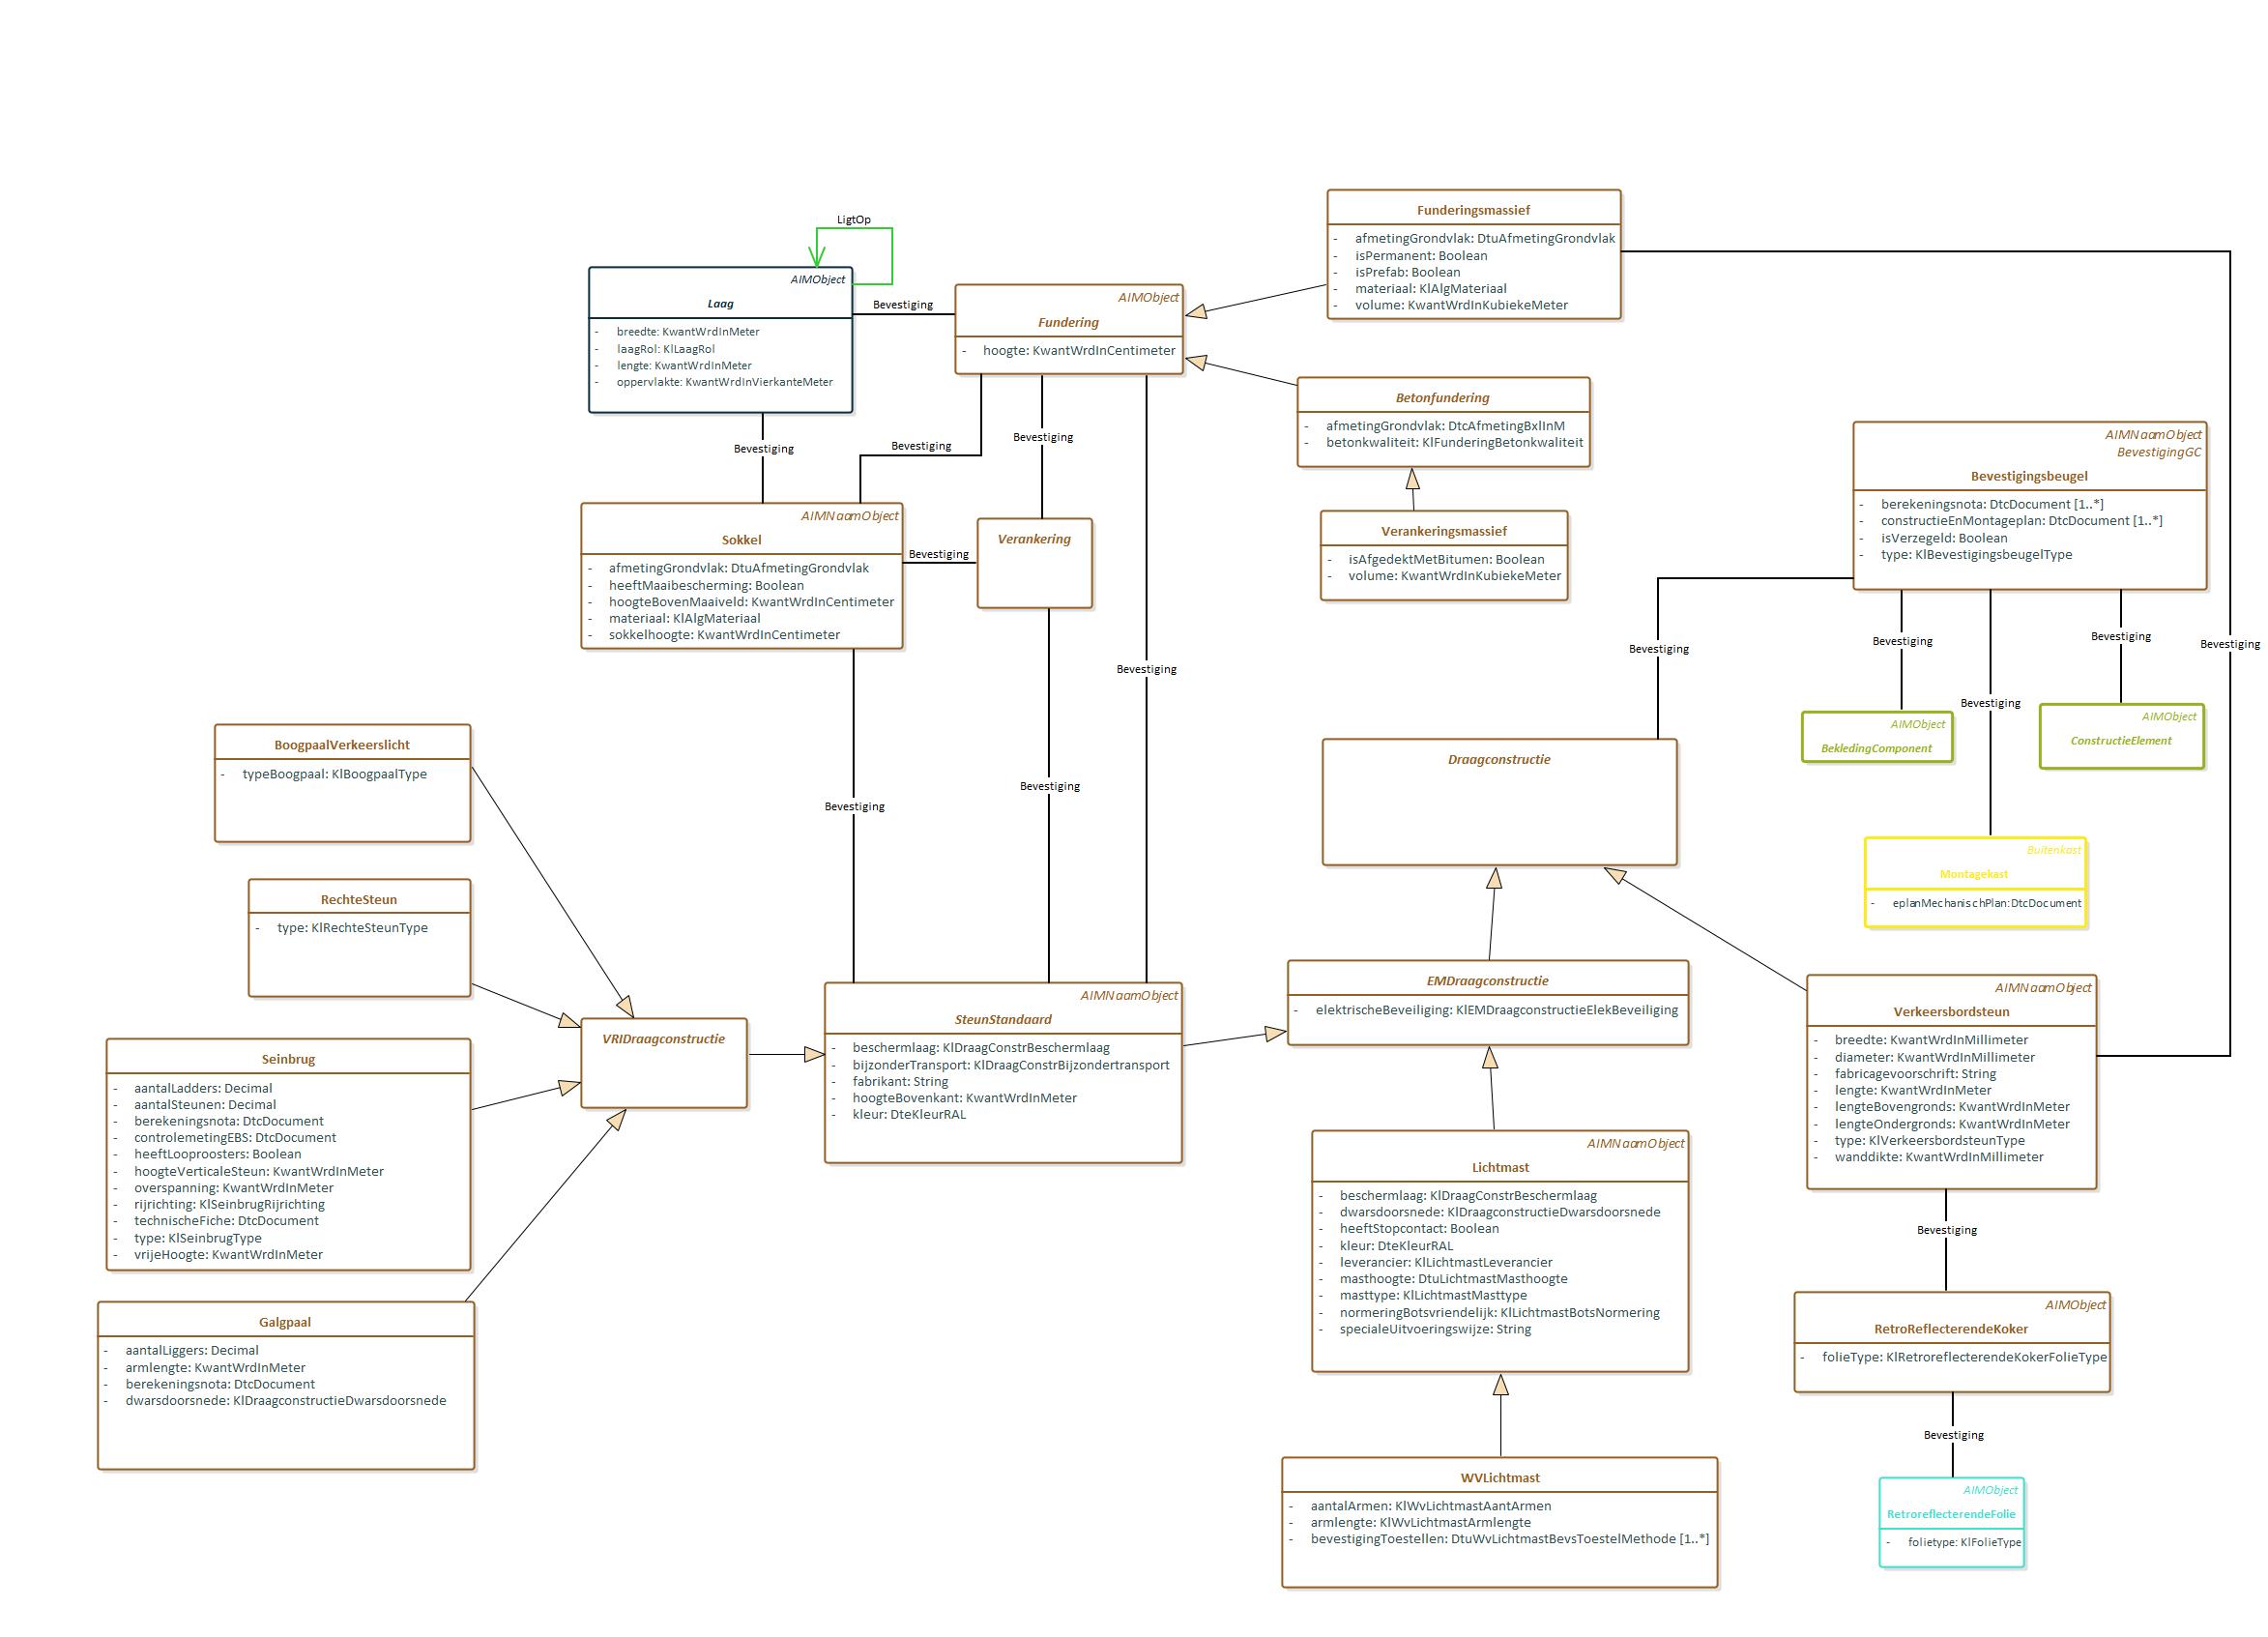 LigtOp
AIMObject
Laag
- breedte: KwantWrdInMeter
- laagRol: KlLaagRol
- lengte: KwantWrdInMeter
- oppervlakte: KwantWrdInVierkanteMeter
Bevestiging
AIMObject
Fundering
- hoogte: KwantWrdInCentimeter
Funderingsmassief
- afmetingGrondvlak: DtuAfmetingGrondvlak
- isPermanent: Boolean
- isPrefab: Boolean
- materiaal: KlAlgMateriaal
- volume: KwantWrdInKubiekeMeter
Betonfundering
- afmetingGrondvlak: DtcAfmetingBxlInM
- betonkwaliteit: KlFunderingBetonkwaliteit
Verankeringsmassief
- isAfgedektMetBitumen: Boolean
- volume: KwantWrdInKubiekeMeter
Bevestiging
Bevestiging
Bevestiging
AIMNaamObject
Sokkel
- afmetingGrondvlak: DtuAfmetingGrondvlak
- heeftMaaibescherming: Boolean
- hoogteBovenMaaiveld: KwantWrdInCentimeter
- materiaal: KlAlgMateriaal
- sokkelhoogte: KwantWrdInCentimeter
Bevestiging
Verankering
Bevestiging
Bevestiging
Bevestiging
AIMNaamObject
BevestigingGC
Bevestigingsbeugel
- berekeningsnota: DtcDocument [1..*]
- constructieEnMontageplan: DtcDocument [1..*]
- isVerzegeld: Boolean
- type: KlBevestigingsbeugelType
Bevestiging
Bevestiging
Bevestiging
Bevestiging
Bevestiging
AIMObject
BekledingComponent
AIMObject
ConstructieElement
Buitenkast
Montagekast
- eplanMechanischPlan:DtcDocument
Draagconstructie
BoogpaalVerkeerslicht
- typeBoogpaal: KlBoogpaalType
RechteSteun
- type: KlRechteSteunType
Seinbrug
- aantalLadders: Decimal
- aantalSteunen: Decimal
- berekeningsnota: DtcDocument
- controlemetingEBS: DtcDocument
- heeftLooproosters: Boolean
- hoogteVerticaleSteun: KwantWrdInMeter
- overspanning: KwantWrdInMeter
- rijrichting: KlSeinbrugRijrichting
- technischeFiche: DtcDocument
- type: KlSeinbrugType
- vrijeHoogte: KwantWrdInMeter
Galgpaal
- aantalLiggers: Decimal
- armlengte: KwantWrdInMeter
- berekeningsnota: DtcDocument
- dwarsdoorsnede: KlDraagconstructieDwarsdoorsnede
VRIDraagconstructie
AIMNaamObject
SteunStandaard
- beschermlaag: KlDraagConstrBeschermlaag
- bijzonderTransport: KlDraagConstrBijzondertransport
- fabrikant: String
- hoogteBovenkant: KwantWrdInMeter
- kleur: DteKleurRAL
EMDraagconstructie
- elektrischeBeveiliging: KlEMDraagconstructieElekBeveiliging
AIMNaamObject
Lichtmast
- beschermlaag: KlDraagConstrBeschermlaag
- dwarsdoorsnede: KlDraagconstructieDwarsdoorsnede
- heeftStopcontact: Boolean
- kleur: DteKleurRAL
- leverancier: KlLichtmastLeverancier
- masthoogte: DtuLichtmastMasthoogte
- masttype: KlLichtmastMasttype
- normeringBotsvriendelijk: KlLichtmastBotsNormering
- specialeUitvoeringswijze: String
WVLichtmast
- aantalArmen: KlWvLichtmastAantArmen
- armlengte: KlWvLichtmastArmlengte
- bevestigingToestellen: DtuWvLichtmastBevsToestelMethode [1..*]
AIMNaamObject
Verkeersbordsteun
- breedte: KwantWrdInMillimeter
- diameter: KwantWrdInMillimeter
- fabricagevoorschrift: String
- lengte: KwantWrdInMeter
- lengteBovengronds: KwantWrdInMeter
- lengteOndergronds: KwantWrdInMeter
- type: KlVerkeersbordsteunType
- wanddikte: KwantWrdInMillimeter
Bevestiging
AIMObject
RetroReflecterendeKoker
- folieType: KlRetroreflecterendeKokerFolieType
Bevestiging
AIMObject
RetroreflecterendeFolie
- folietype: KlFolieType